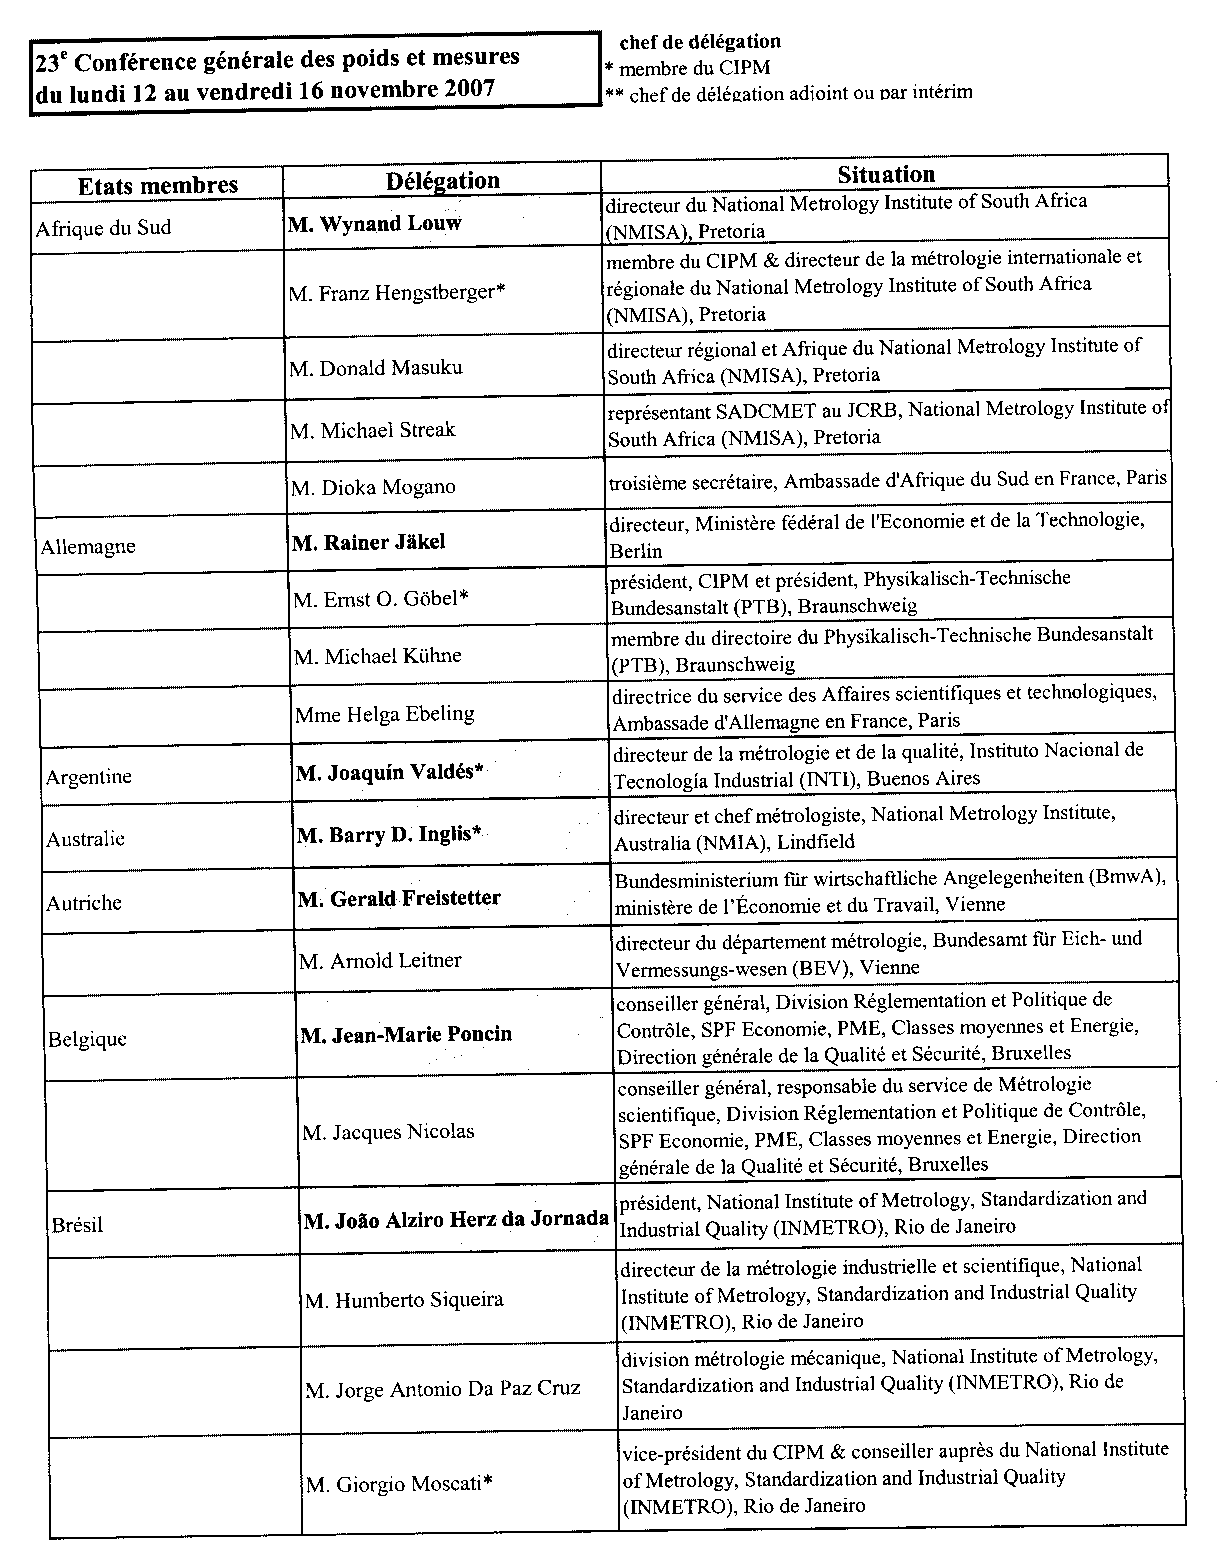 23e Conférence générale des poids et mesures
du lundi 12 au vendredi 16 novembre 2007
chef de délégation
* membre du CIPM
** chef de délégation adjoint ou par intérim
Etats membres Délégation Situation
Afrique du Sud M. Wynand Louw
directeur du National Metrology Institute of South Africa
(NMISA), Pretoria
M. Franz Hengstberger*
membre du CIPM & directeur de la métrologie internationale et
régionale du National Metrology Institute of South Africa
(NMISA), Pretoria
M. Donald Masuku
directeur régional et Afrique du National Metrology Institute of
South Africa (NMISA), Pretoria
M. Michael Streak
représentant SADCMET au JCRB, National Metrology Institute of
South Africa (NMISA), Pretoria
M. Dioka Mogano
troisième secrétaire, Ambassade d'Afrique du Sud en France, Paris
Allemagne M. Rainer Jäkel
directeur, Ministère fédéral de l'Economie et de la Technologie,
Berlin
M. Ernst O. Göbel*
président, CIPM et président, Physikalisch-Technische
Bundesanstalt (PTB), Braunschweig
M. Michael Kühne
membre du directoire du Physikalisch-Technische Bundesanstalt
(PTB), Braunschweig
Mme Helga Ebeling
directrice du service des Affaires scientifiques et technologiques,
Ambassade d'Allemagne en France, Paris
Argentine M. Joaquín Valdés*
directeur de la métrologie et de la qualité, Instituto Nacional de
Tecnología Industrial (INTI), Buenos Aires
Australie M. Barry D. Inglis*
directeur et chef métrologiste, National Metrology Institute,
Australia (NMIA), Lindfield
Autriche M. Gerald Freistetter
Bundesministerium für wirtschaftliche Angelegenheiten (BmwA),
ministère de l'Économie et du Travail, Vienne
M. Arnold Leitner
directeur du département métrologie, Bundesamt für Eich- und
Vermessungs-wesen (BEV), Vienne
Belgique M. Jean-Marie Poncin
conseiller général, Division Réglementation et Politique de
Contrôle, SPF Economie, PME, Classes moyennes et Energie,
Direction générale de la Qualité et Sécurité, Bruxelles
M. Jacques Nicolas
conseiller général, responsable du service de Métrologie
scientifique, Division Réglementation et Politique de Contrôle,
SPF Economie, PME, Classes moyennes et Energie, Direction
générale de la Qualité et Sécurité, Bruxelles
Brésil M. João Alziro Herz da Jornada
président, National Institute of Metrology, Standardization and
Industrial Quality (INMETRO), Rio de Janeiro
M. Humberto Siqueira
directeur de la métrologie industrielle et scientifique, National
Institute of Metrology, Standardization and Industrial Quality
(INMETRO), Rio de Janeiro
M. Jorge Antonio Da Paz Cruz
division métrologie mécanique, National Institute of Metrology,
Standardization and Industrial Quality (INMETRO), Rio de
Janeiro
M. Giorgio Moscati*
vice-président du CIPM & conseiller auprès du National Institute
of Metrology, Standardization and Industrial Quality
(INMETRO), Rio de Janeiro